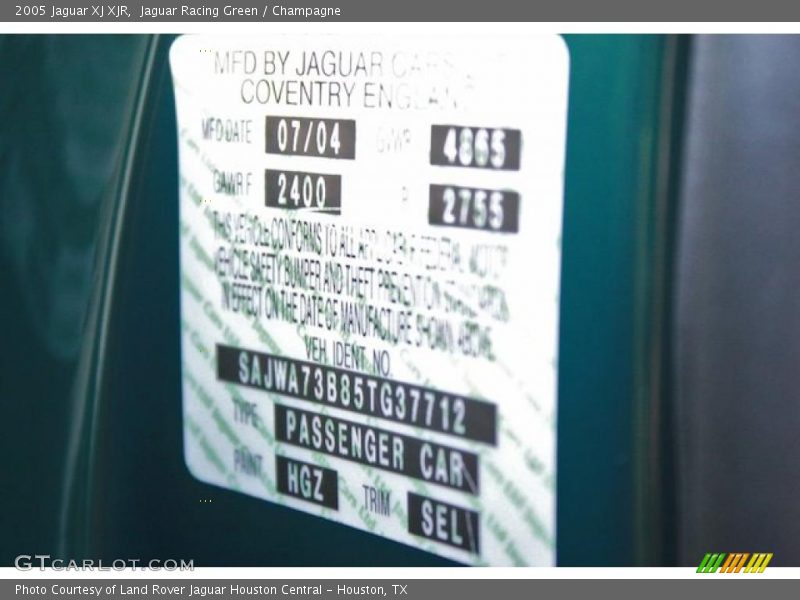 2005 Jaguar XJ XJR, Jaguar Racing Green / Champagne
MFD BY JAGUAR CARS
COVENTRY ENGLAND
MFD DATE 07/04 GVWR 4865
GAWR F 2400 R 2755
THIS VEHICLE CONFORMS TO ALL APPLICABLE FEDERAL MOTOR
VEHICLE SAFETY BUMPER AND THEFT PREVENTION STANDARDS
IN EFFECT ON THE DATE OF MANUFACTURE SHOWN ABOVE.
VEH. IDENT. NO.
SAJWA73B85TG37712
TYPE PASSENGER CAR
PAINT HGZ TRIM SEL
GTCARLOT.COM
Photo Courtesy of Land Rover Jaguar Houston Central - Houston, TX